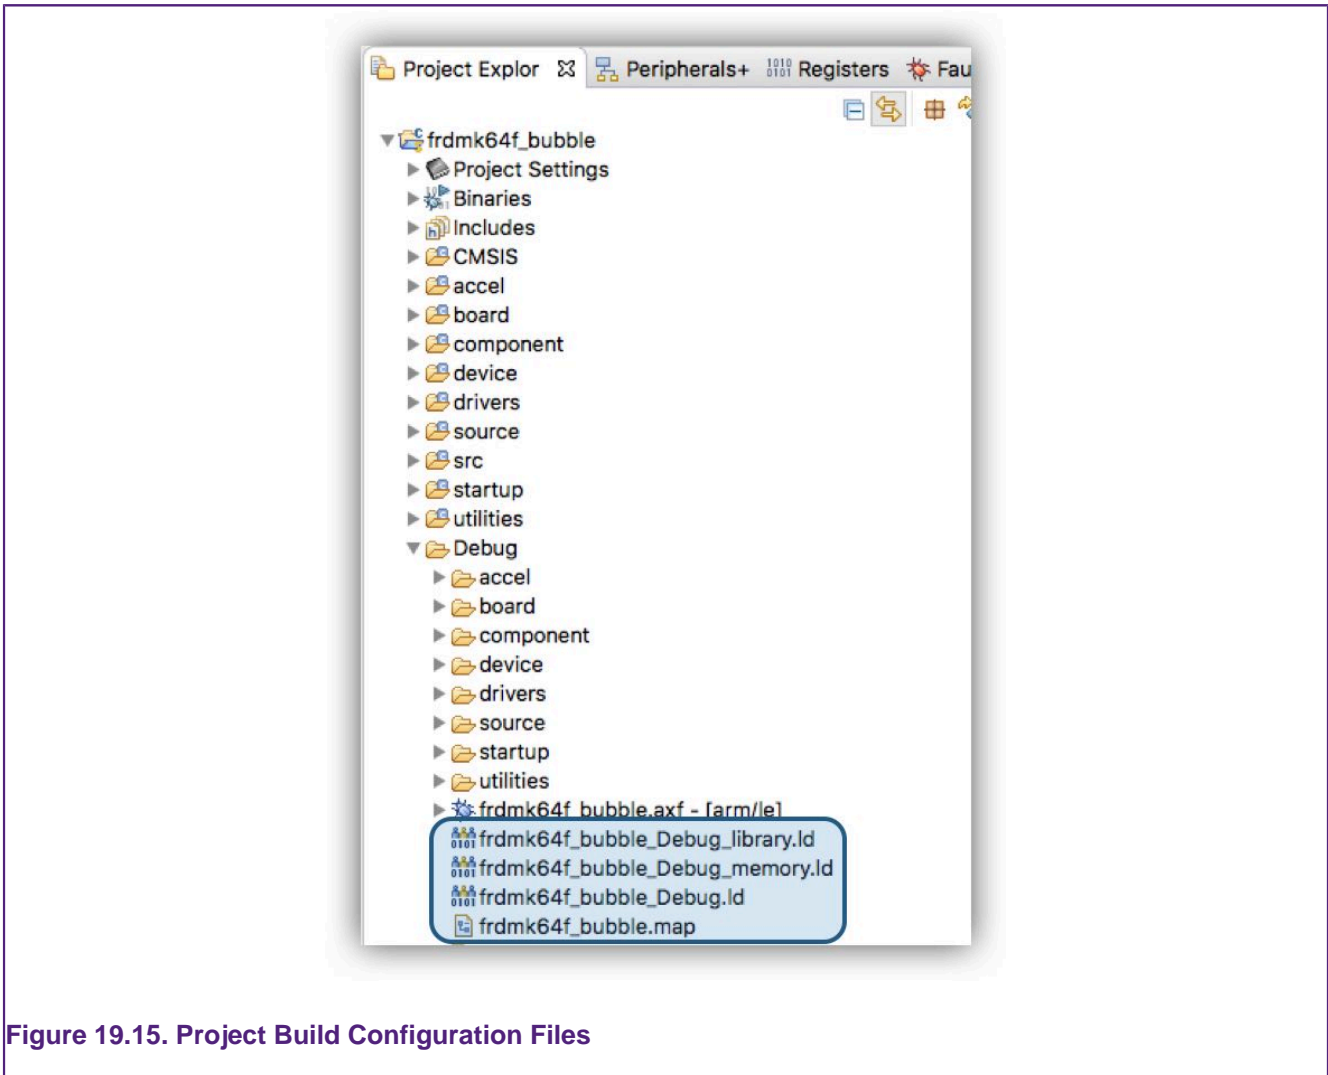 Project Explor Peripherals+ Registers Fau
frdmk64f_bubble
Project Settings
Binaries
Includes
CMSIS
accel
board
component
device
drivers
source
src
startup
utilities
Debug
accel
board
component
device
drivers
source
startup
utilities
frdmk64f_bubble.axf - [arm/le]
frdmk64f_bubble_Debug_library.ld
frdmk64f_bubble_Debug_memory.ld
frdmk64f_bubble_Debug.ld
frdmk64f_bubble.map
Figure 19.15. Project Build Configuration Files